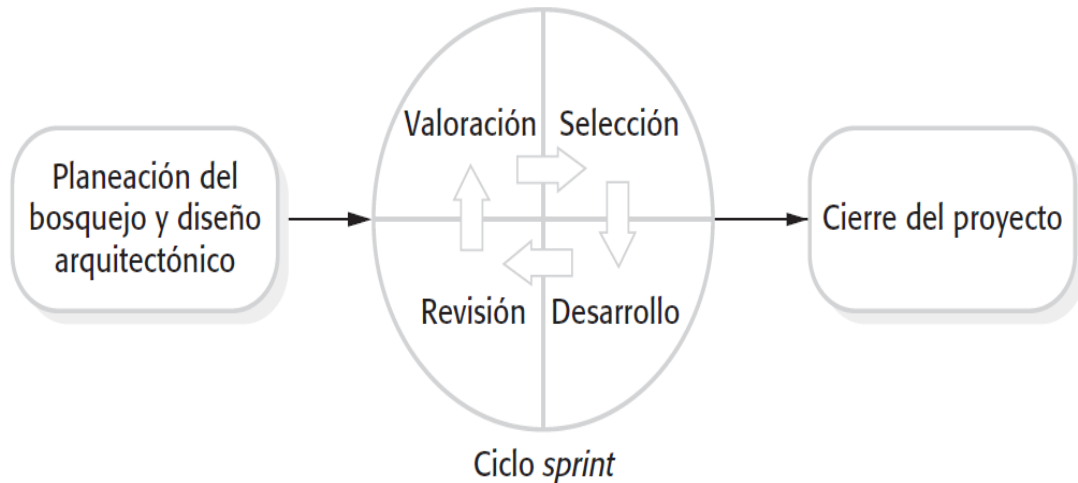 Planeación del
bosquejo y diseño
arquitectónico
Valoración
Selección
Revisión
Desarrollo
Cierre del proyecto
Ciclo sprint